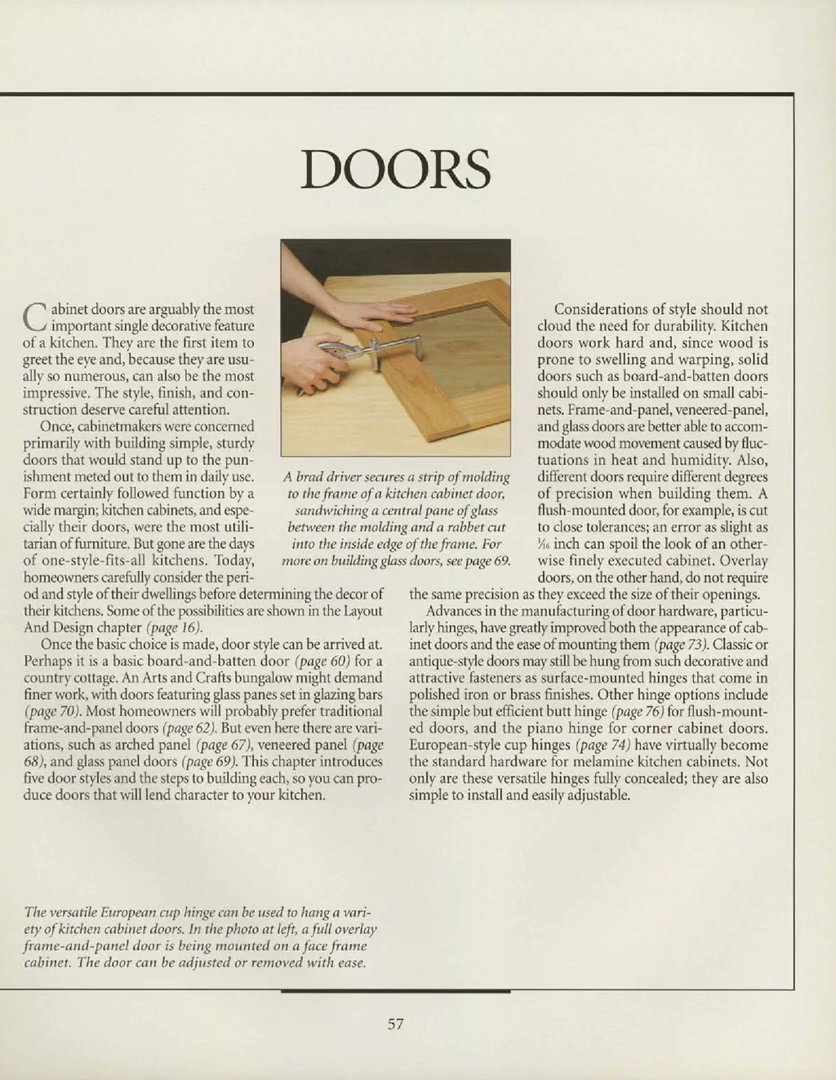 DOORS
Cabinet doors are arguably the most
important single decorative feature
of a kitchen. They are the first item to
greet the eye and, because they are usu-
ally so numerous, can also be the most
impressive. The style, finish, and con-
struction deserve careful attention.
Once, cabinetmakers were concerned
primarily with building simple, sturdy
doors that would stand up to the pun-
ishment meted out to them in daily use.
Form certainly followed function by a
wide margin; kitchen cabinets, and espe-
cially their doors, were the most utili-
tarian of furniture. But gone are the days
of one-style-fits-all kitchens. Today,
homeowners carefully consider the peri-
od and style of their dwellings before determining the decor of
their kitchens. Some of the possibilities are shown in the Layout
And Design chapter (page 16).
Once the basic choice is made, door style can be arrived at.
Perhaps it is a basic board-and-batten door (page 60) for a
country cottage. An Arts and Crafts bungalow might demand
finer work, with doors featuring glass panes set in glazing bars
(page 70). Most homeowners will probably prefer traditional
frame-and-panel doors (page 62). But even here there are vari-
ations, such as arched panel (page 67), veneered panel (page
68), and glass panel doors (page 69). This chapter introduces
five door styles and the steps to building each, so you can pro-
duce doors that will lend character to your kitchen.
A brad driver secures a strip of molding
to the frame of a kitchen cabinet door,
sandwiching a central pane of glass
between the molding and a rabbet cut
into the inside edge of the frame. For
more on building glass doors, see page 69.
Considerations of style should not
cloud the need for durability. Kitchen
doors work hard and, since wood is
prone to swelling and warping, solid
doors such as board-and-batten doors
should only be installed on small cabi-
nets. Frame-and-panel, veneered-panel,
and glass doors are better able to accom-
modate wood movement caused by fluc-
tuations in heat and humidity. Also,
different doors require different degrees
of precision when building them. A
flush-mounted door, for example, is cut
to close tolerances; an error as slight as
1/16 inch can spoil the look of an other-
wise finely executed cabinet. Overlay
doors, on the other hand, do not require
the same precision as they exceed the size of their openings.
Advances in the manufacturing of door hardware, particu-
larly hinges, have greatly improved both the appearance of cab-
inet doors and the ease of mounting them (page 73). Classic or
antique-style doors may still be hung from such decorative and
attractive fasteners as surface-mounted hinges that come in
polished iron or brass finishes. Other hinge options include
the simple but efficient butt hinge (page 76) for flush-mount-
ed doors, and the piano hinge for corner cabinet doors.
European-style cup hinges (page 74) have virtually become
the standard hardware for melamine kitchen cabinets. Not
only are these versatile hinges fully concealed; they are also
simple to install and easily adjustable.
The versatile European cup hinge can be used to hang a vari-
ety of kitchen cabinet doors. In the photo at left, a full overlay
frame-and-panel door is being mounted on a face frame
cabinet. The door can be adjusted or removed with ease.
57